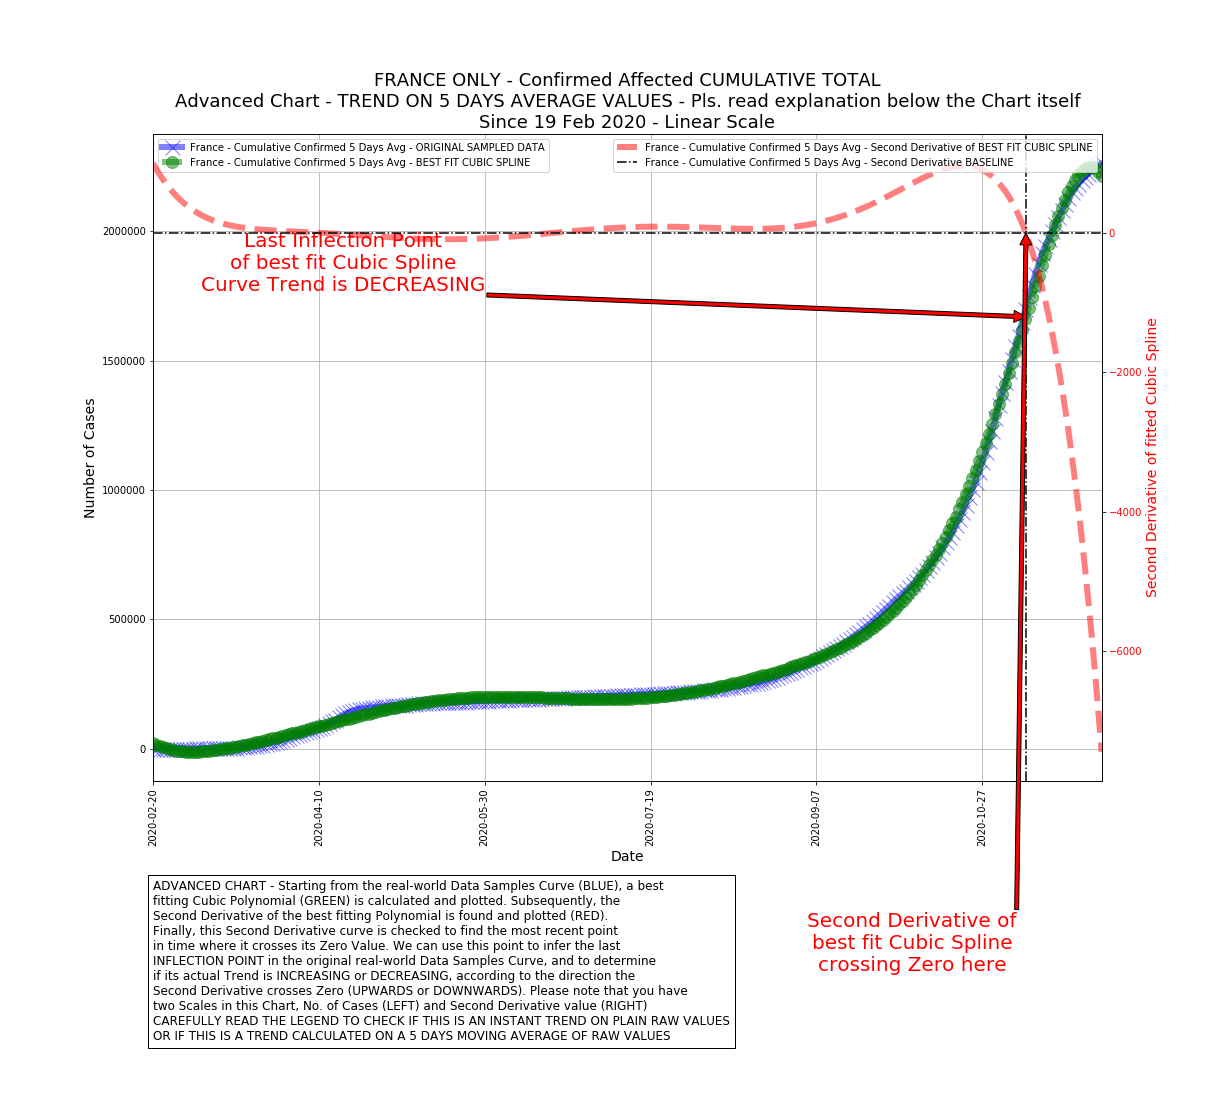 FRANCE ONLY - Confirmed Affected CUMULATIVE TOTAL
Advanced Chart - TREND ON 5 DAYS AVERAGE VALUES - Pls. read explanation below the Chart itself
Since 19 Feb 2020 - Linear Scale
France - Cumulative Confirmed 5 Days Avg - ORIGINAL SAMPLED DATA
France - Cumulative Confirmed 5 Days Avg - BEST FIT CUBIC SPLINE
France - Cumulative Confirmed 5 Days Avg - Second Derivative of BEST FIT CUBIC SPLINE
France - Cumulative Confirmed 5 Days Avg - Second Derivative BASELINE
Last Inflection Point
of best fit Cubic Spline
Curve Trend is DECREASING
2000000
1500000
1000000
500000
0
Number of Cases
0
−2000
−4000
−6000
Second Derivative of fitted Cubic Spline
2020-02-20
2020-04-10
2020-05-30
2020-07-19
2020-09-07
2020-10-27
Date
ADVANCED CHART - Starting from the real-world Data Samples Curve (BLUE), a best
fitting Cubic Polynomial (GREEN) is calculated and plotted. Subsequently, the
Second Derivative of the best fitting Polynomial is found and plotted (RED).
Finally, this Second Derivative curve is checked to find the most recent point
in time where it crosses its Zero Value. We can use this point to infer the last
INFLECTION POINT in the original real-world Data Samples Curve, and to determine
if its actual Trend is INCREASING or DECREASING, according to the direction the
Second Derivative crosses Zero (UPWARDS or DOWNWARDS). Please note that you have
two Scales in this Chart, No. of Cases (LEFT) and Second Derivative value (RIGHT)
CAREFULLY READ THE LEGEND TO CHECK IF THIS IS AN INSTANT TREND ON PLAIN RAW VALUES
OR IF THIS IS A TREND CALCULATED ON A 5 DAYS MOVING AVERAGE OF RAW VALUES
Second Derivative of
best fit Cubic Spline
crossing Zero here